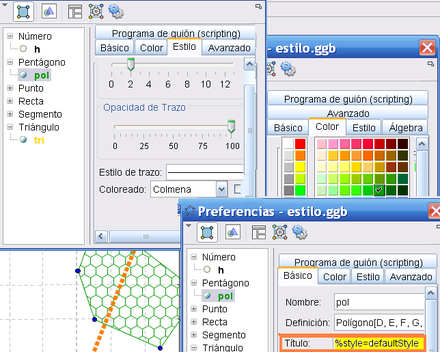 Número
h
Pentágono
pol
Punto
Recta
Segmento
Triángulo
tri
Programa de guión (scripting)
Básico Color Estilo Avanzado
0 2 4 6 8 10 12
Opacidad de Trazo
0 25 50 75 100
Estilo de trazo:
Coloreado: Colmena
- estilo.ggb
Programa de guión (scripting)
Avanzado
Básico Color Estilo Álgebra
Preferencias - estilo.ggb
Número
h
Pentágono
pol
Punto
Recta
Segmento
Triángulo
Programa de guión (scripting)
Básico Color Estilo Avanzado
Nombre: pol
Definición: Polígono[D, E, F, G,
Título: %style=defaultStyle